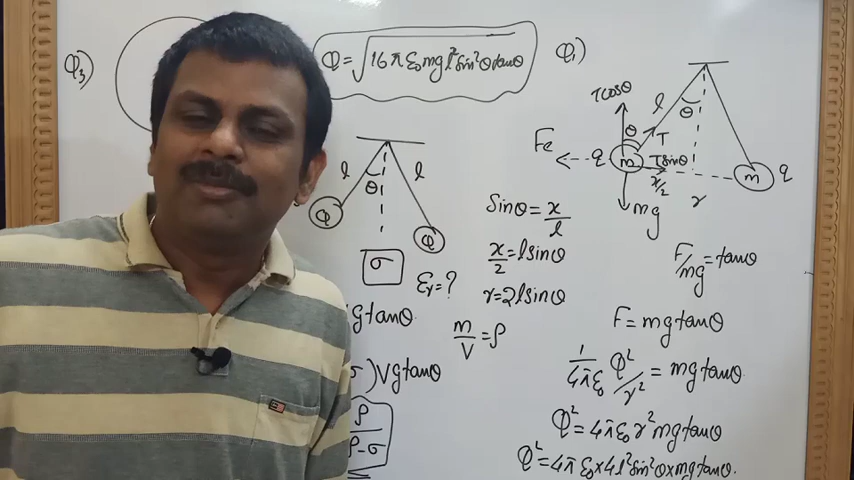 Q3)
Q = √16πε₀mgl²sin²θtanθ
l
θ
l
Q
Q
σ
εr = ?
gtanθ
m/V = ρ
)Vgtanθ
ρ/ρ-σ
Sinθ = x/l
x/2 = lsinθ
r = 2lsinθ
Q1)
Tcosθ
l
θ
θ
T
Fe
q
m
Tsinθ
x/2
r
m
q
mg
F/mg = tanθ
F = mgtanθ
1/4πε₀ Q²/r² = mgtanθ
Q² = 4πε₀r²mgtanθ
Q² = 4πε₀×4l²sin²θ×mgtanθ.